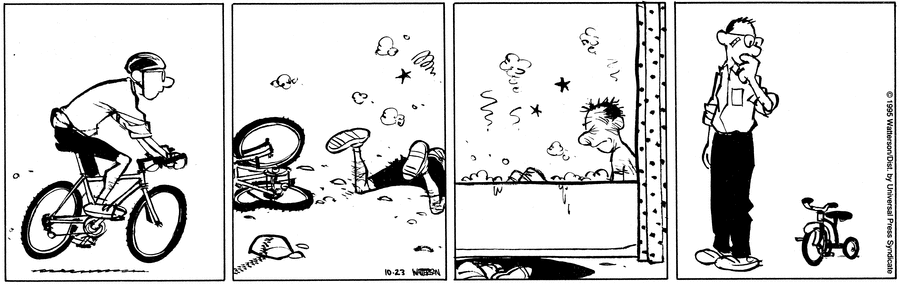 10-23 WATTERSON
© 1995 Watterson/Dist. by Universal Press Syndicate